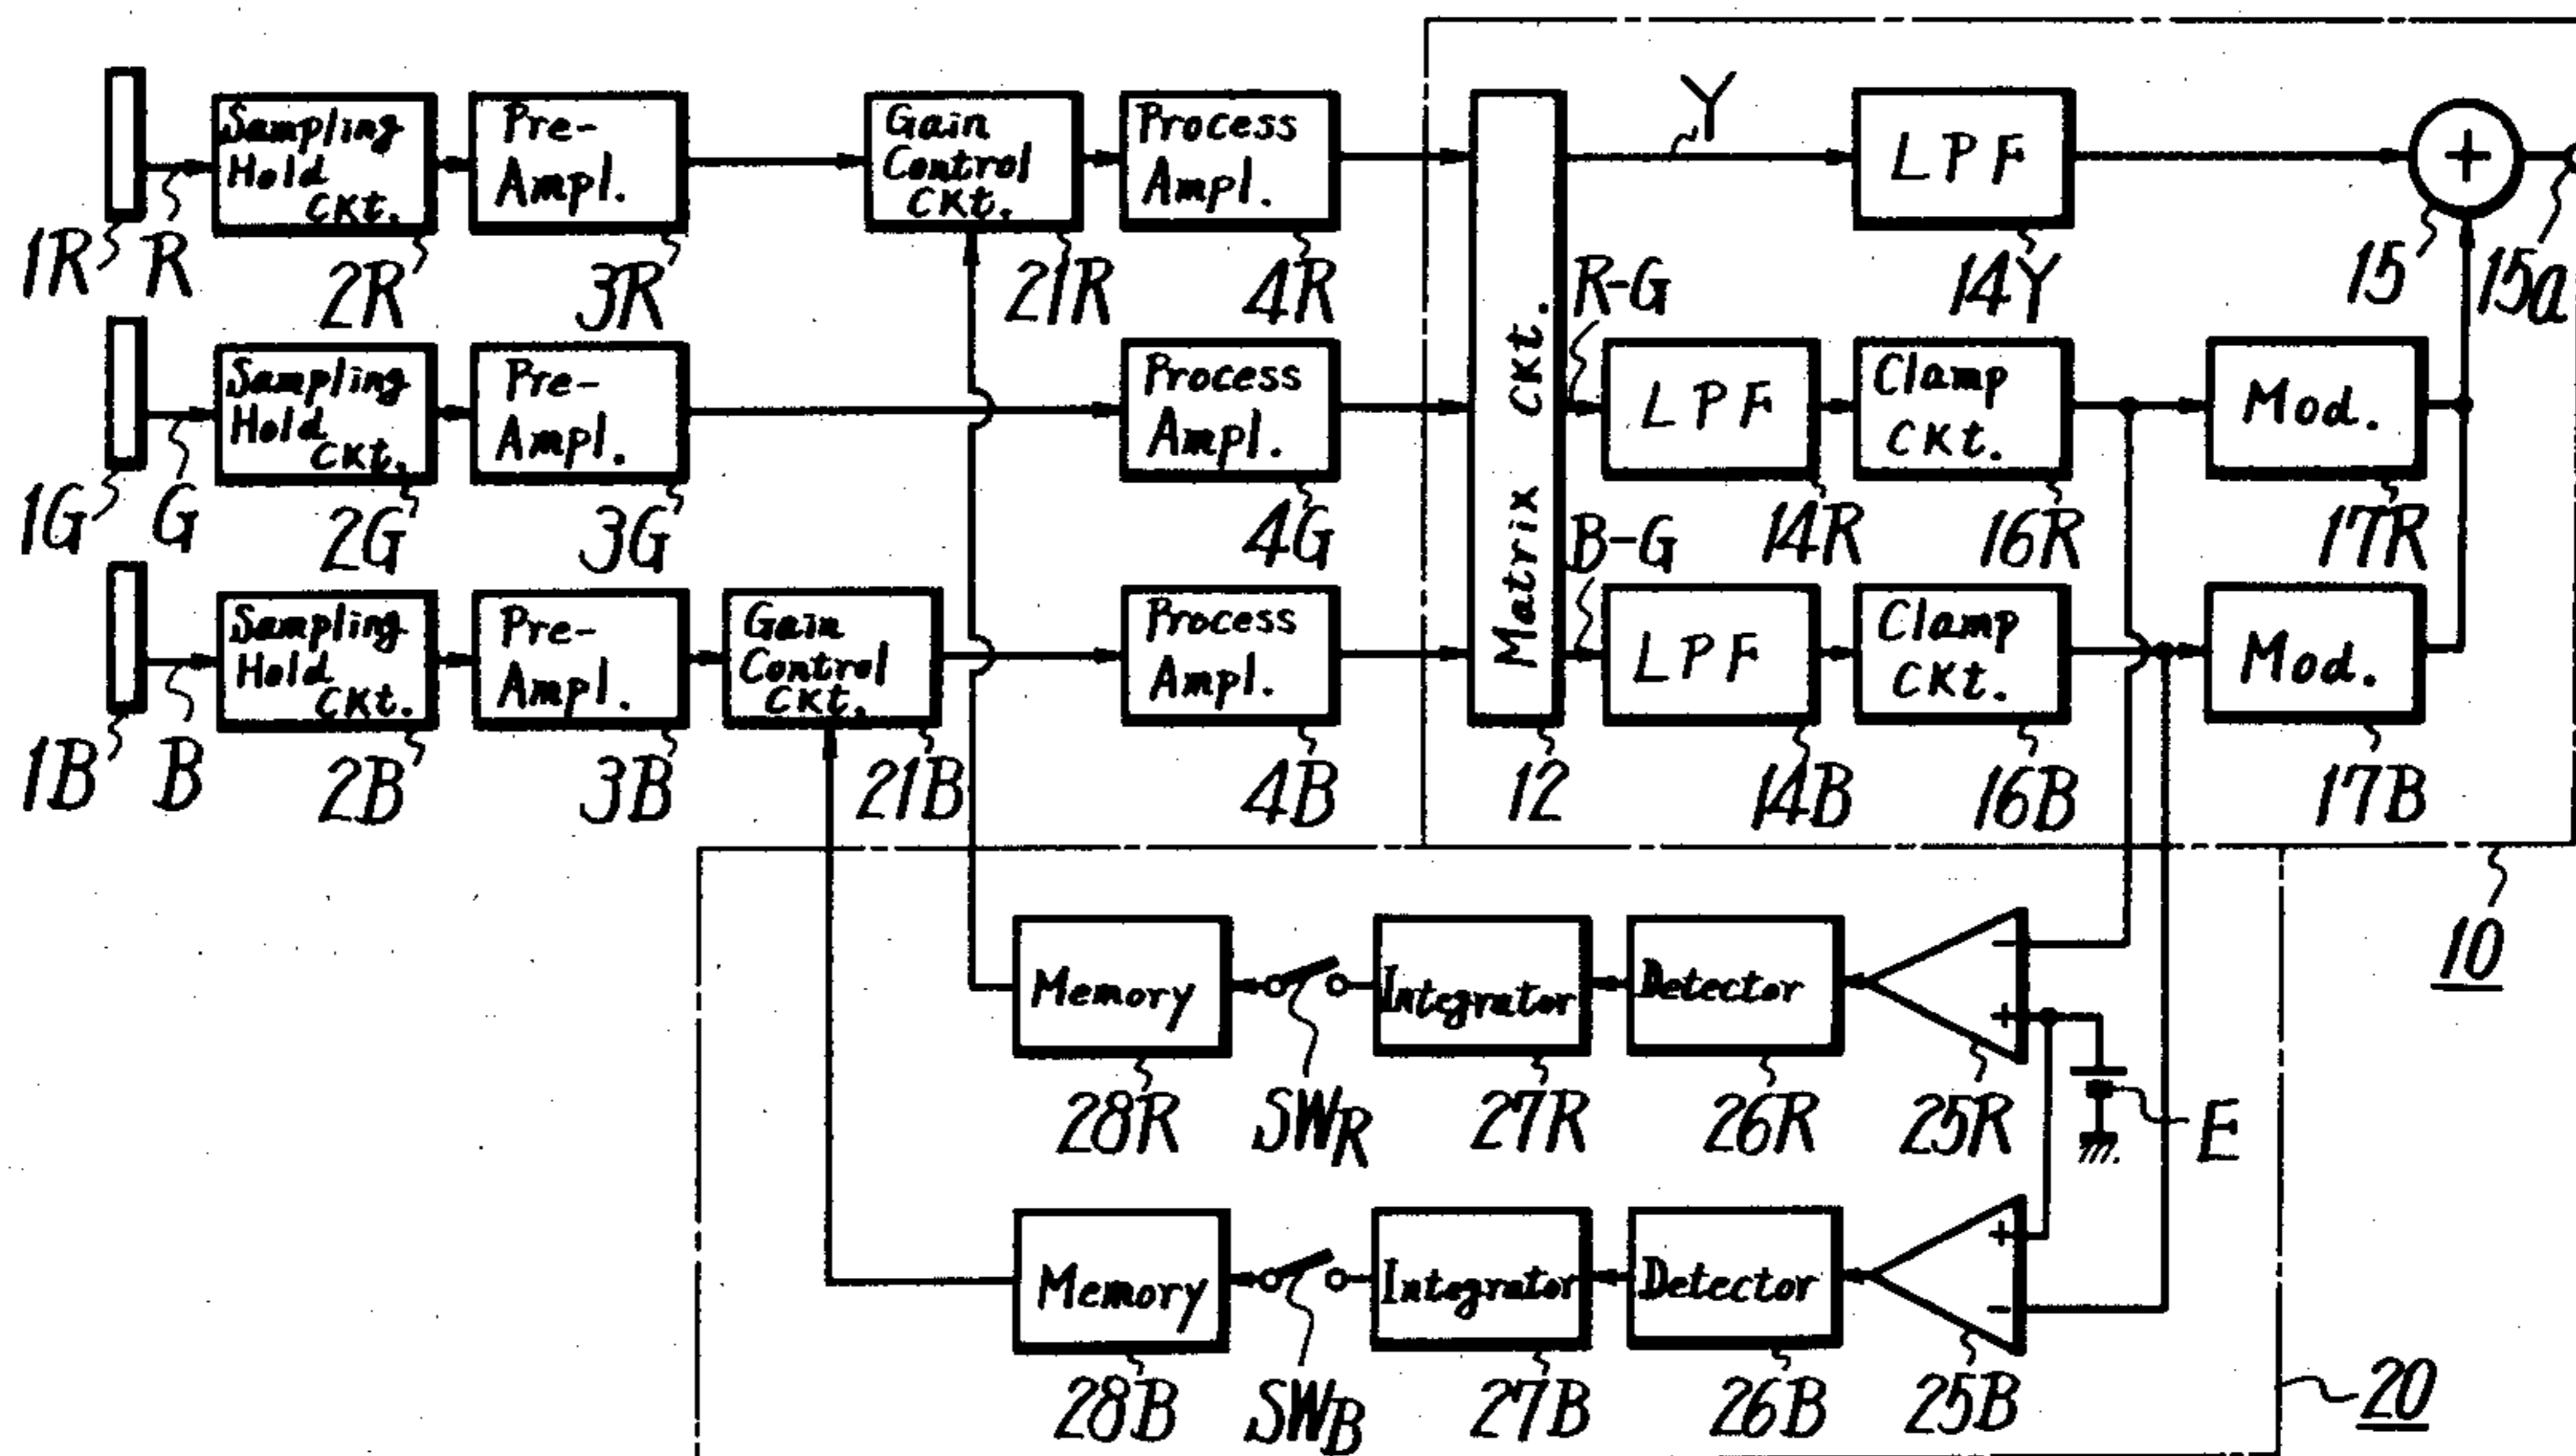 Sampling
Hold
CKt.
Pre-
Ampl.
Gain
Control
CKt.
Process
Ampl.
Y
LPF
+
1R
R
2R
3R
21R
4R
R-G
14Y
15
15a
Sampling
Hold
CKt.
Pre-
Ampl.
Process
Ampl.
Matrix CKt.
LPF
Clamp
CKt.
Mod.
1G
G
2G
3G
4G
B-G
14R
16R
17R
Sampling
Hold
CKt.
Pre-
Ampl.
Gain
Control
CKt.
Process
Ampl.
LPF
Clamp
CKt.
Mod.
1B
B
2B
3B
21B
4B
12
14B
16B
17B
10
Memory
Integrator
Detector
-
+
28R
SWR
27R
26R
25R
E
Memory
Integrator
Detector
+
-
28B
SWB
27B
26B
25B
20